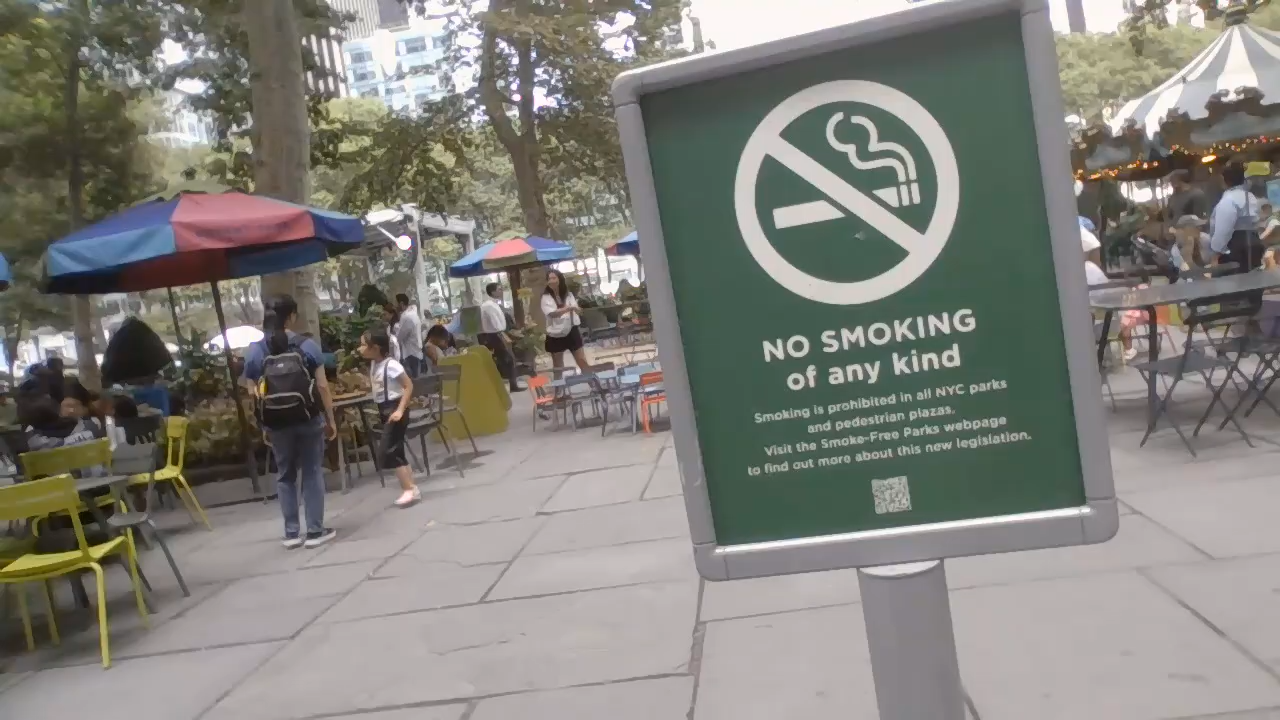 NO SMOKING
of any kind
Smoking is prohibited in all NYC parks
and pedestrian plazas.
Visit the Smoke-Free Parks webpage
to find out more about this new legislation.